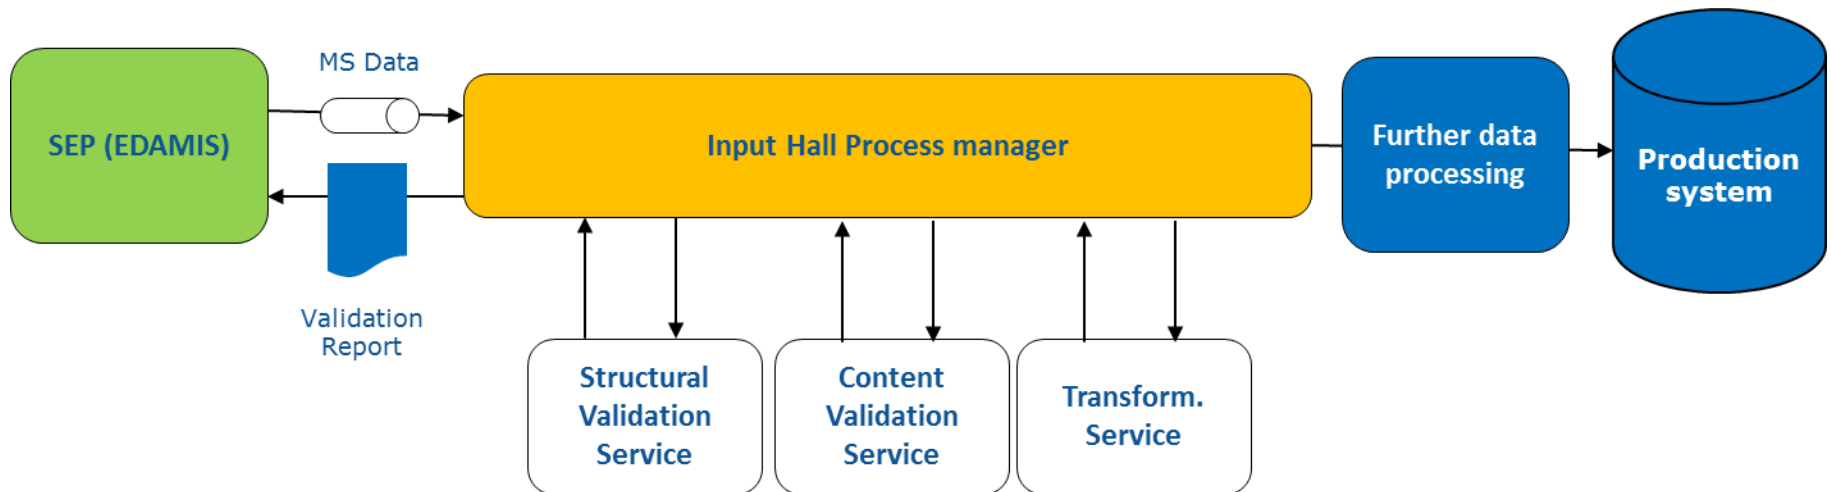 MS Data
SEP (EDAMIS)
Input Hall Process manager
Further data
processing
Production
system
Validation
Report
Structural
Validation
Service
Content
Validation
Service
Transform.
Service